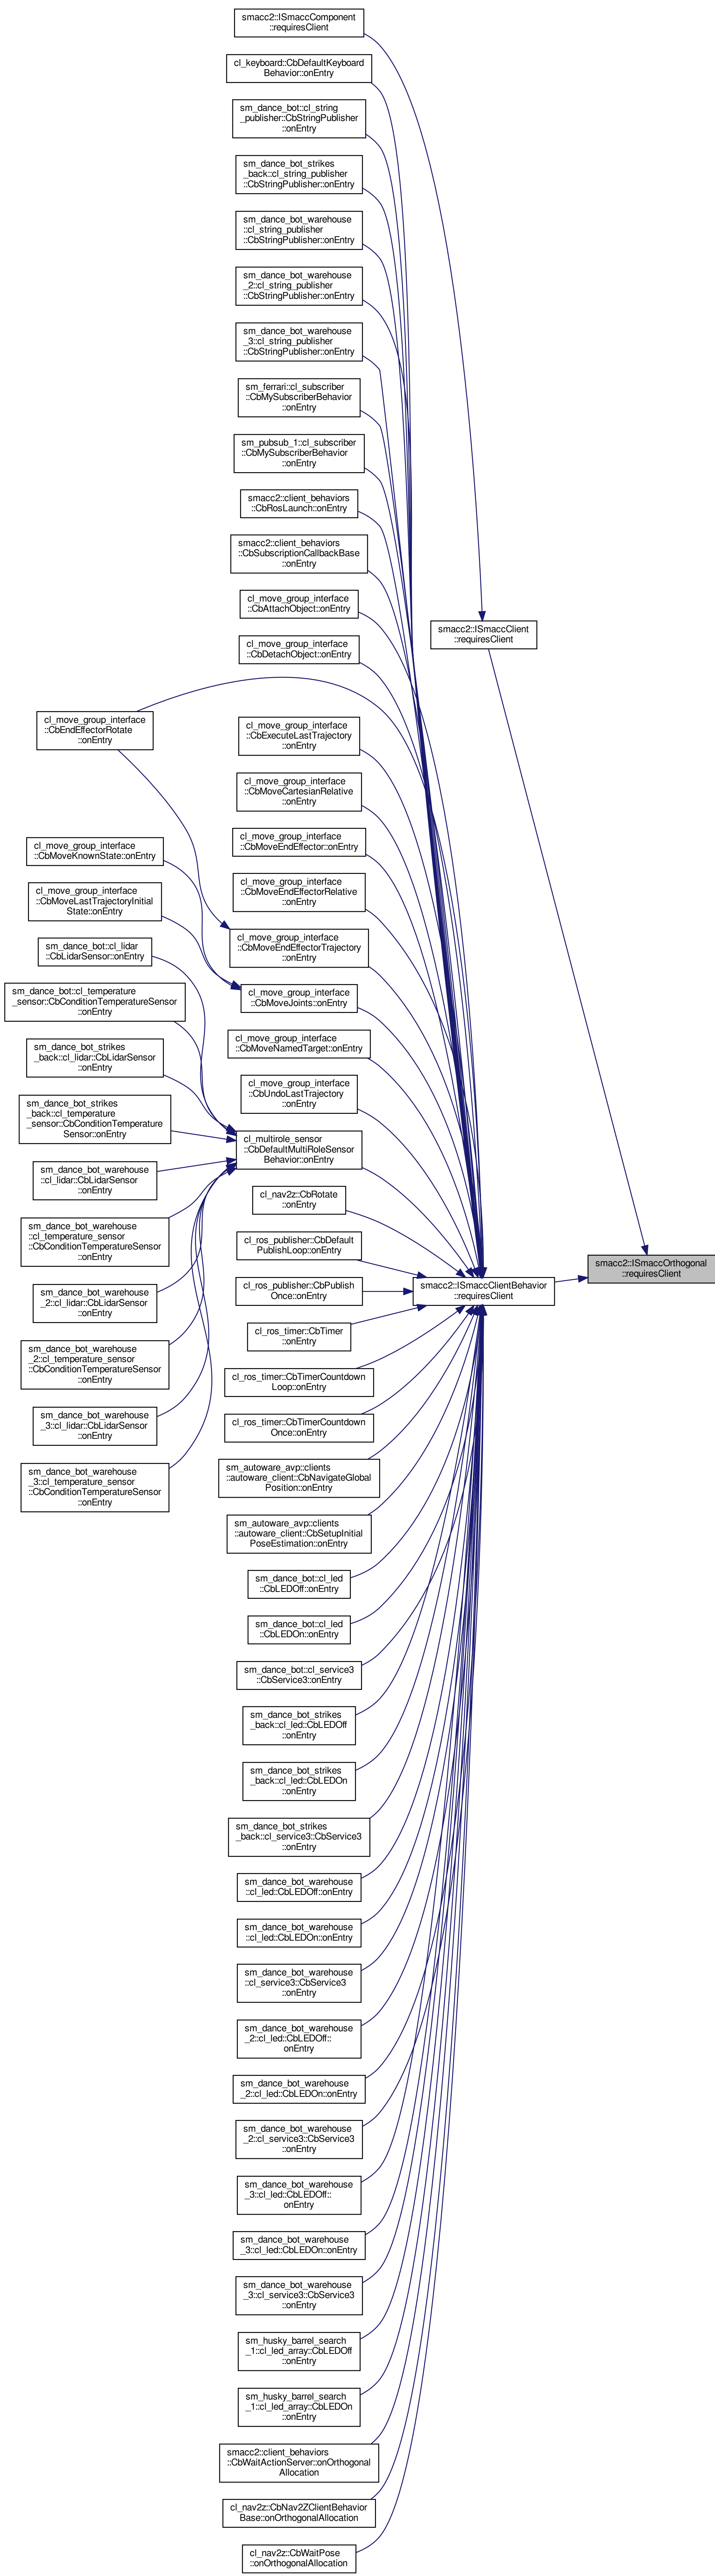 smacc2::ISmaccComponent
::requiresClient
cl_keyboard::CbDefaultKeyboard
Behavior::onEntry
sm_dance_bot::cl_string
_publisher::CbStringPublisher
::onEntry
sm_dance_bot_strikes
_back::cl_string_publisher
::CbStringPublisher::onEntry
sm_dance_bot_warehouse
::cl_string_publisher
::CbStringPublisher::onEntry
sm_dance_bot_warehouse
_2::cl_string_publisher
::CbStringPublisher::onEntry
sm_dance_bot_warehouse
_3::cl_string_publisher
::CbStringPublisher::onEntry
sm_ferrari::cl_subscriber
::CbMySubscriberBehavior
::onEntry
sm_pubsub_1::cl_subscriber
::CbMySubscriberBehavior
::onEntry
smacc2::client_behaviors
::CbRosLaunch::onEntry
smacc2::client_behaviors
::CbSubscriptionCallbackBase
::onEntry
cl_move_group_interface
::CbAttachObject::onEntry
smacc2::ISmaccClient
::requiresClient
cl_move_group_interface
::CbDetachObject::onEntry
cl_move_group_interface
::CbEndEffectorRotate
::onEntry
cl_move_group_interface
::CbExecuteLastTrajectory
::onEntry
cl_move_group_interface
::CbMoveCartesianRelative
::onEntry
cl_move_group_interface
::CbMoveEndEffector::onEntry
cl_move_group_interface
::CbMoveKnownState::onEntry
cl_move_group_interface
::CbMoveEndEffectorRelative
::onEntry
cl_move_group_interface
::CbMoveLastTrajectoryInitial
State::onEntry
cl_move_group_interface
::CbMoveEndEffectorTrajectory
::onEntry
sm_dance_bot::cl_lidar
::CbLidarSensor::onEntry
cl_move_group_interface
::CbMoveJoints::onEntry
sm_dance_bot::cl_temperature
_sensor::CbConditionTemperatureSensor
::onEntry
cl_move_group_interface
::CbMoveNamedTarget::onEntry
sm_dance_bot_strikes
_back::cl_lidar::CbLidarSensor
::onEntry
cl_move_group_interface
::CbUndoLastTrajectory
::onEntry
sm_dance_bot_strikes
_back::cl_temperature
_sensor::CbConditionTemperature
Sensor::onEntry
cl_multirole_sensor
::CbDefaultMultiRoleSensor
Behavior::onEntry
sm_dance_bot_warehouse
::cl_lidar::CbLidarSensor
::onEntry
cl_nav2z::CbRotate
::onEntry
sm_dance_bot_warehouse
::cl_temperature_sensor
::CbConditionTemperatureSensor
::onEntry
cl_ros_publisher::CbDefault
PublishLoop::onEntry
smacc2::ISmaccOrthogonal
::requiresClient
smacc2::ISmaccClientBehavior
::requiresClient
cl_ros_publisher::CbPublish
Once::onEntry
sm_dance_bot_warehouse
_2::cl_lidar::CbLidarSensor
::onEntry
cl_ros_timer::CbTimer
::onEntry
sm_dance_bot_warehouse
_2::cl_temperature_sensor
::CbConditionTemperatureSensor
::onEntry
cl_ros_timer::CbTimerCountdown
Loop::onEntry
sm_dance_bot_warehouse
_3::cl_lidar::CbLidarSensor
::onEntry
cl_ros_timer::CbTimerCountdown
Once::onEntry
sm_dance_bot_warehouse
_3::cl_temperature_sensor
::CbConditionTemperatureSensor
::onEntry
sm_autoware_avp::clients
::autoware_client::CbNavigateGlobal
Position::onEntry
sm_autoware_avp::clients
::autoware_client::CbSetupInitial
PoseEstimation::onEntry
sm_dance_bot::cl_led
::CbLEDOff::onEntry
sm_dance_bot::cl_led
::CbLEDOn::onEntry
sm_dance_bot::cl_service3
::CbService3::onEntry
sm_dance_bot_strikes
_back::cl_led::CbLEDOff
::onEntry
sm_dance_bot_strikes
_back::cl_led::CbLEDOn
::onEntry
sm_dance_bot_strikes
_back::cl_service3::CbService3
::onEntry
sm_dance_bot_warehouse
::cl_led::CbLEDOff::onEntry
sm_dance_bot_warehouse
::cl_led::CbLEDOn::onEntry
sm_dance_bot_warehouse
::cl_service3::CbService3
::onEntry
sm_dance_bot_warehouse
_2::cl_led::CbLEDOff::
onEntry
sm_dance_bot_warehouse
_2::cl_led::CbLEDOn::onEntry
sm_dance_bot_warehouse
_2::cl_service3::CbService3
::onEntry
sm_dance_bot_warehouse
_3::cl_led::CbLEDOff::
onEntry
sm_dance_bot_warehouse
_3::cl_led::CbLEDOn::onEntry
sm_dance_bot_warehouse
_3::cl_service3::CbService3
::onEntry
sm_husky_barrel_search
_1::cl_led_array::CbLEDOff
::onEntry
sm_husky_barrel_search
_1::cl_led_array::CbLEDOn
::onEntry
smacc2::client_behaviors
::CbWaitActionServer::onOrthogonal
Allocation
cl_nav2z::CbNav2ZClientBehavior
Base::onOrthogonalAllocation
cl_nav2z::CbWaitPose
::onOrthogonalAllocation